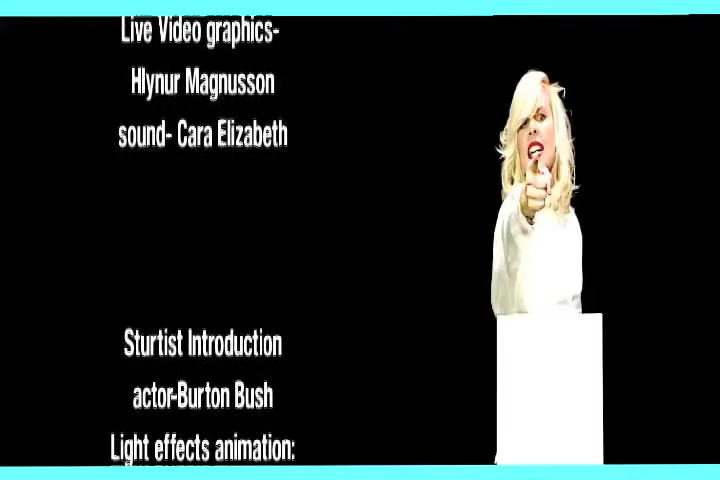 Live Video graphics-
Hlynur Magnusson
sound- Cara Elizabeth
Sturtist Introduction
actor-Burton Bush
Light effects animation: